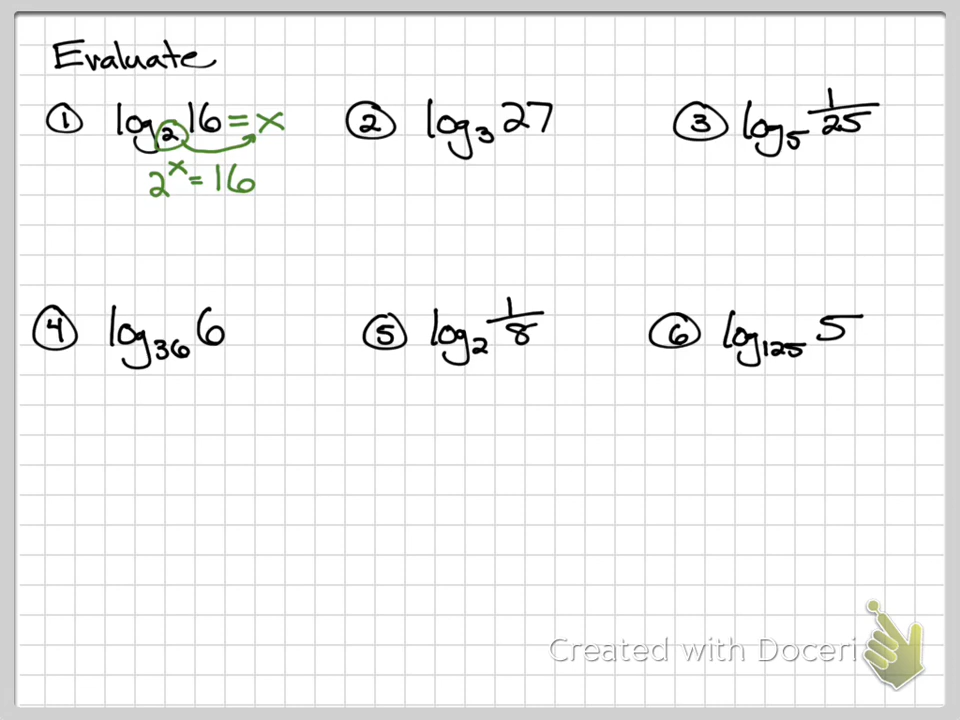 Evaluate
① log₂ 16 = x
2ˣ = 16
② log₃ 27
③ log₅ 1/25
④ log₃₆ 6
⑤ log₂ 1/8
⑥ log₁₂₅ 5
Created with Doceri